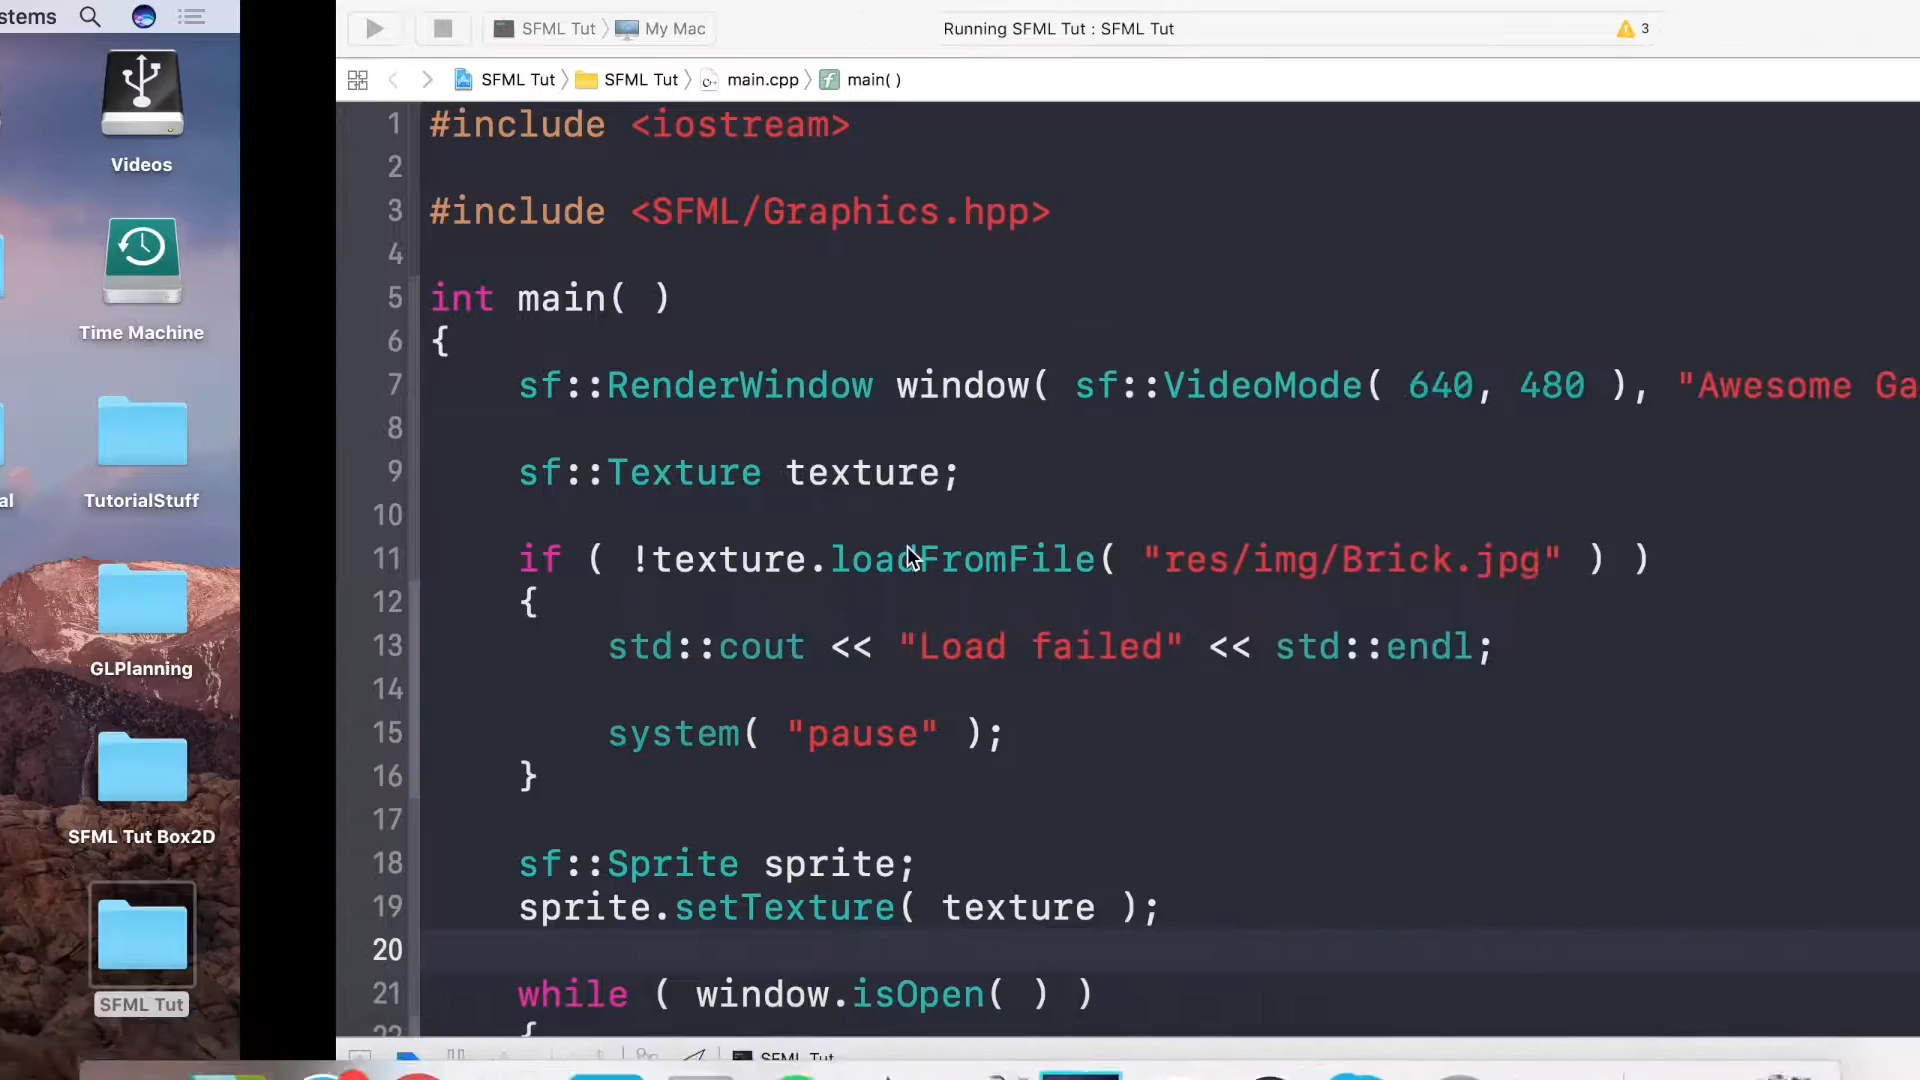 stems
Videos
Time Machine
TutorialStuff
al
GLPlanning
SFML Tut Box2D
SFML Tut
SFML Tut
My Mac
Running SFML Tut : SFML Tut
3
SFML Tut
SFML Tut
main.cpp
main( )
1 #include <iostream>
2
3 #include <SFML/Graphics.hpp>
4
5 int main( )
6 {
7 sf::RenderWindow window( sf::VideoMode( 640, 480 ), "Awesome Ga
8
9 sf::Texture texture;
10
11 if ( !texture.loadFromFile( "res/img/Brick.jpg" ) )
12 {
13 std::cout << "Load failed" << std::endl;
14
15 system( "pause" );
16 }
17
18 sf::Sprite sprite;
19 sprite.setTexture( texture );
20
21 while ( window.isOpen( ) )
22 {
SFML Tut